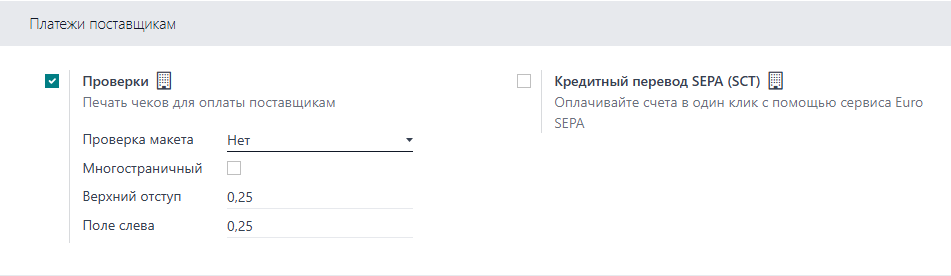 Платежи поставщикам
Проверки
Печать чеков для оплаты поставщикам
Проверка макета Нет
Многостраничный
Верхний отступ 0,25
Поле слева 0,25
Кредитный перевод SEPA (SCT)
Оплачивайте счета в один клик с помощью сервиса Euro
SEPA